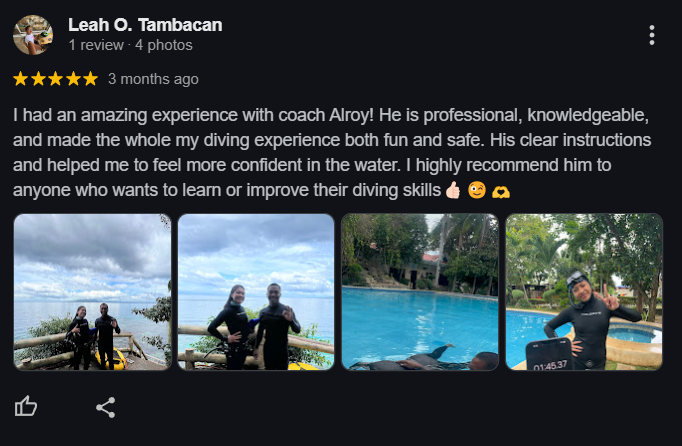 Leah O. Tambacan
1 review · 4 photos
3 months ago
I had an amazing experience with coach Alroy! He is professional, knowledgeable,
and made the whole my diving experience both fun and safe. His clear instructions
and helped me to feel more confident in the water. I highly recommend him to
anyone who wants to learn or improve their diving skills👍🏻 😉 🫶
01:45.37